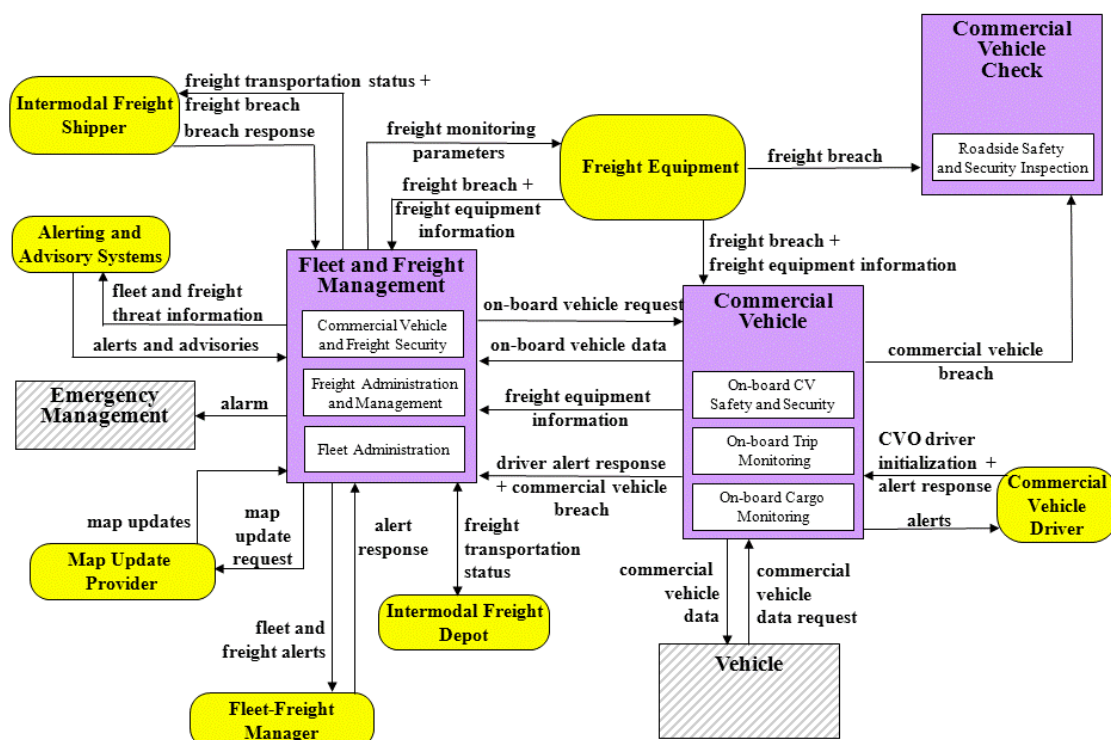 Commercial
Vehicle
Check
Roadside Safety
and Security Inspection
freight transportation status +
freight breach
breach response
Intermodal Freight
Shipper
freight monitoring
parameters
Freight Equipment
freight breach
freight breach +
freight equipment
information
freight breach +
freight equipment information
Alerting and
Advisory Systems
fleet and freight
threat information
alerts and advisories
Fleet and Freight
Management
Commercial Vehicle
and Freight Security
Freight Administration
and Management
Fleet Administration
on-board vehicle request
on-board vehicle data
freight equipment
information
driver alert response
+ commercial vehicle
breach
Commercial
Vehicle
On-board CV
Safety and Security
On-board Trip
Monitoring
On-board Cargo
Monitoring
commercial vehicle
breach
CVO driver
initialization +
alert response
alerts
Commercial
Vehicle
Driver
Emergency
Management
alarm
map updates
map
update
request
Map Update
Provider
alert
response
freight
transportation
status
Intermodal Freight
Depot
fleet and
freight alerts
Fleet-Freight
Manager
commercial
vehicle
data
commercial
vehicle
data request
Vehicle